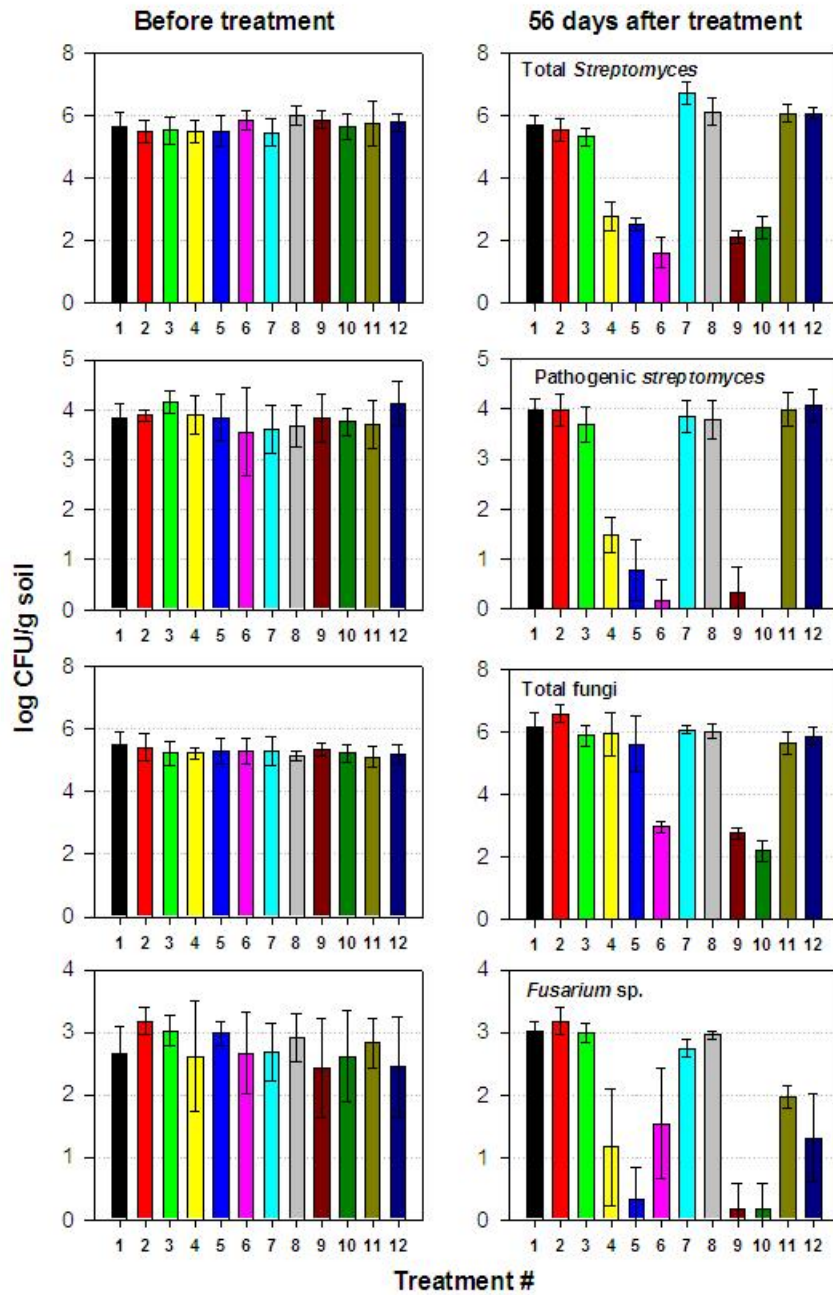 Before treatment
56 days after treatment
8
6
4
2
0
1 2 3 4 5 6 7 8 9 10 11 12
Total Streptomyces
8
6
4
2
0
1 2 3 4 5 6 7 8 9 10 11 12
5
4
3
2
1
0
1 2 3 4 5 6 7 8 9 10 11 12
Pathogenic streptomyces
5
4
3
2
1
0
1 2 3 4 5 6 7 8 9 10 11 12
log CFU/g soil
8
6
4
2
0
1 2 3 4 5 6 7 8 9 10 11 12
Total fungi
8
6
4
2
0
1 2 3 4 5 6 7 8 9 10 11 12
4
3
2
1
0
1 2 3 4 5 6 7 8 9 10 11 12
Fusarium sp.
4
3
2
1
0
1 2 3 4 5 6 7 8 9 10 11 12
Treatment #